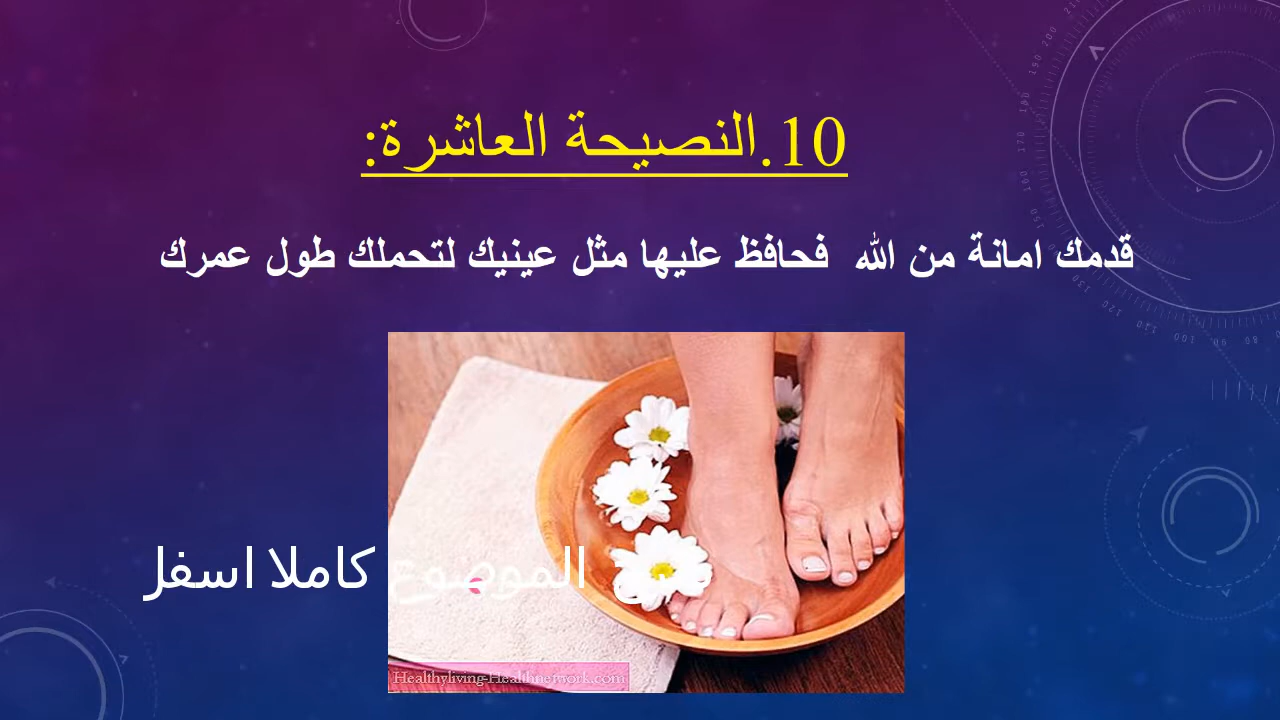 10.النصيحة العاشرة:
قدمك امانة من الله فحافظ عليها مثل عينيك لتحملك طول عمرك
الموضوع كاملا اسفل
Healthyliving-Healthnetwork.com